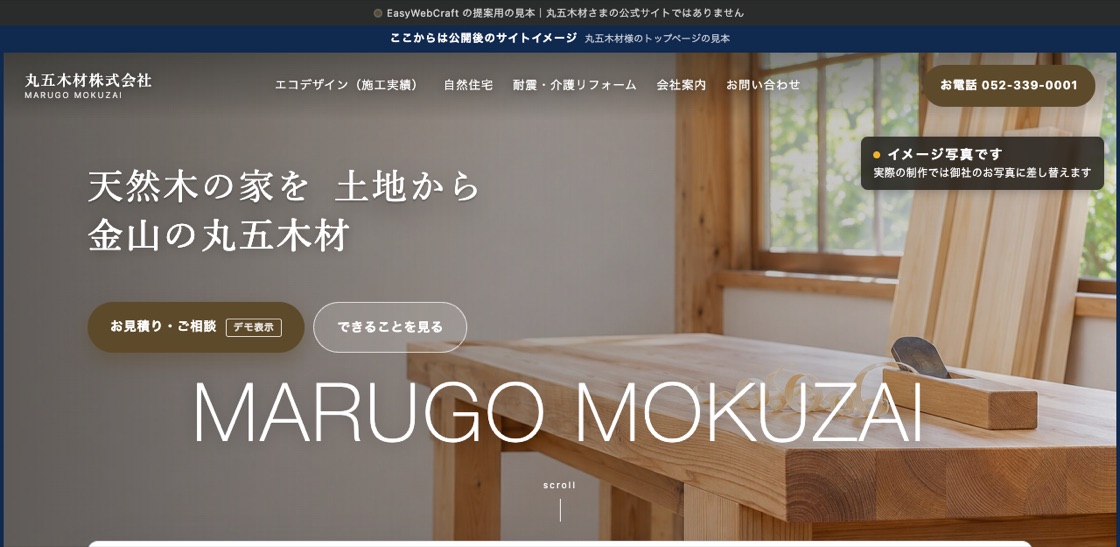 EasyWebCraft の提案用の見本｜丸五木材さまの公式サイトではありません
ここからは公開後のサイトイメージ 丸五木材様のトップページの見本
丸五木材株式会社
MARUGO MOKUZAI
エコデザイン（施工実績） 自然住宅 耐震・介護リフォーム 会社案内 お問い合わせ
お電話 052-339-0001
イメージ写真です
実際の制作では御社のお写真に差し替えます
天然木の家を 土地から
金山の丸五木材
お見積り・ご相談 デモ表示
できることを見る
MARUGO MOKUZAI
scroll